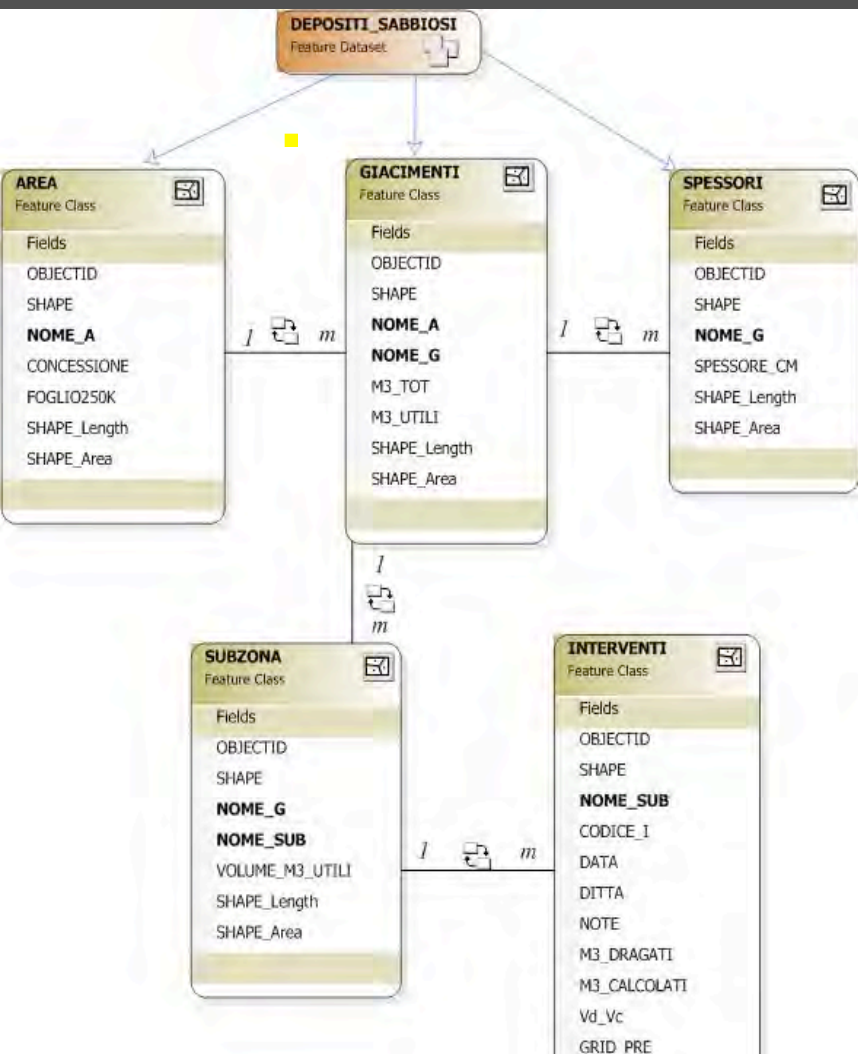 DEPOSITI_SABBIOSI
Feature Dataset
AREA
Feature Class
Fields
OBJECTID
SHAPE
NOME_A
CONCESSIONE
FOGLIO250K
SHAPE_Length
SHAPE_Area
1 m
GIACIMENTI
Feature Class
Fields
OBJECTID
SHAPE
NOME_A
NOME_G
M3_TOT
M3_UTILI
SHAPE_Length
SHAPE_Area
1 m
SPESSORI
Feature Class
Fields
OBJECTID
SHAPE
NOME_G
SPESSORE_CM
SHAPE_Length
SHAPE_Area
1
m
SUBZONA
Feature Class
Fields
OBJECTID
SHAPE
NOME_G
NOME_SUB
VOLUME_M3_UTILI
SHAPE_Length
SHAPE_Area
1 m
INTERVENTI
Feature Class
Fields
OBJECTID
SHAPE
NOME_SUB
CODICE_I
DATA
DITTA
NOTE
M3_DRAGATI
M3_CALCOLATI
Vd_Vc
GRID_PRE